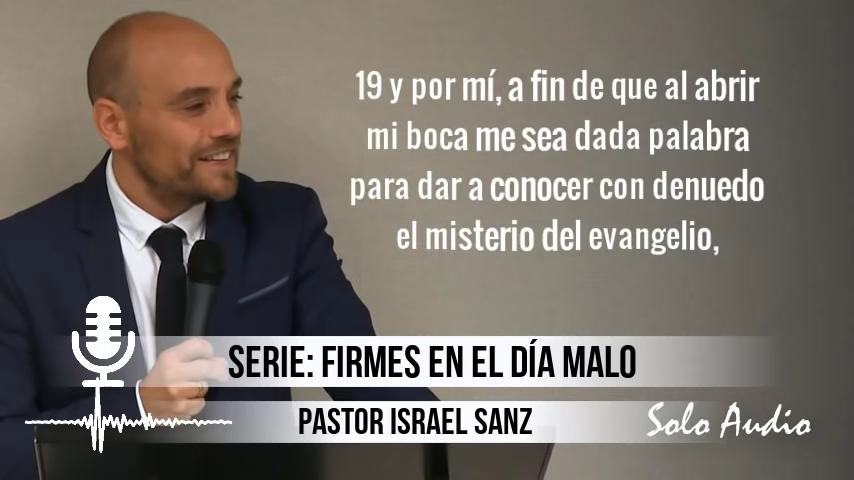 19 y por mí, a fin de que al abrir
mi boca me sea dada palabra
para dar a conocer con denuedo
el misterio del evangelio,
SERIE: FIRMES EN EL DÍA MALO
PASTOR ISRAEL SANZ
Solo Audio